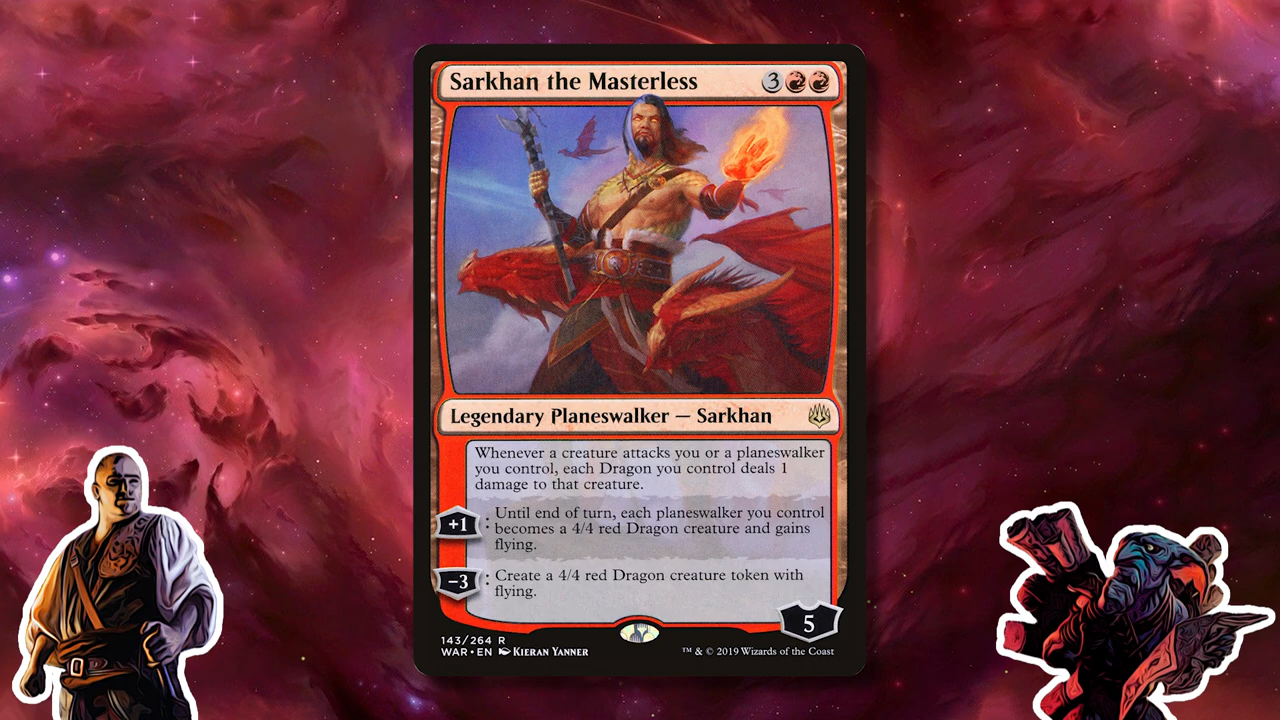 Sarkhan the Masterless 3
Legendary Planeswalker — Sarkhan
Whenever a creature attacks you or a planeswalker
you control, each Dragon you control deals 1
damage to that creature.
+1: Until end of turn, each planeswalker you control
becomes a 4/4 red Dragon creature and gains
flying.
−3: Create a 4/4 red Dragon creature token with
flying.
5
143/264 R
WAR • EN Kieran Yanner
™ & © 2019 Wizards of the Coast